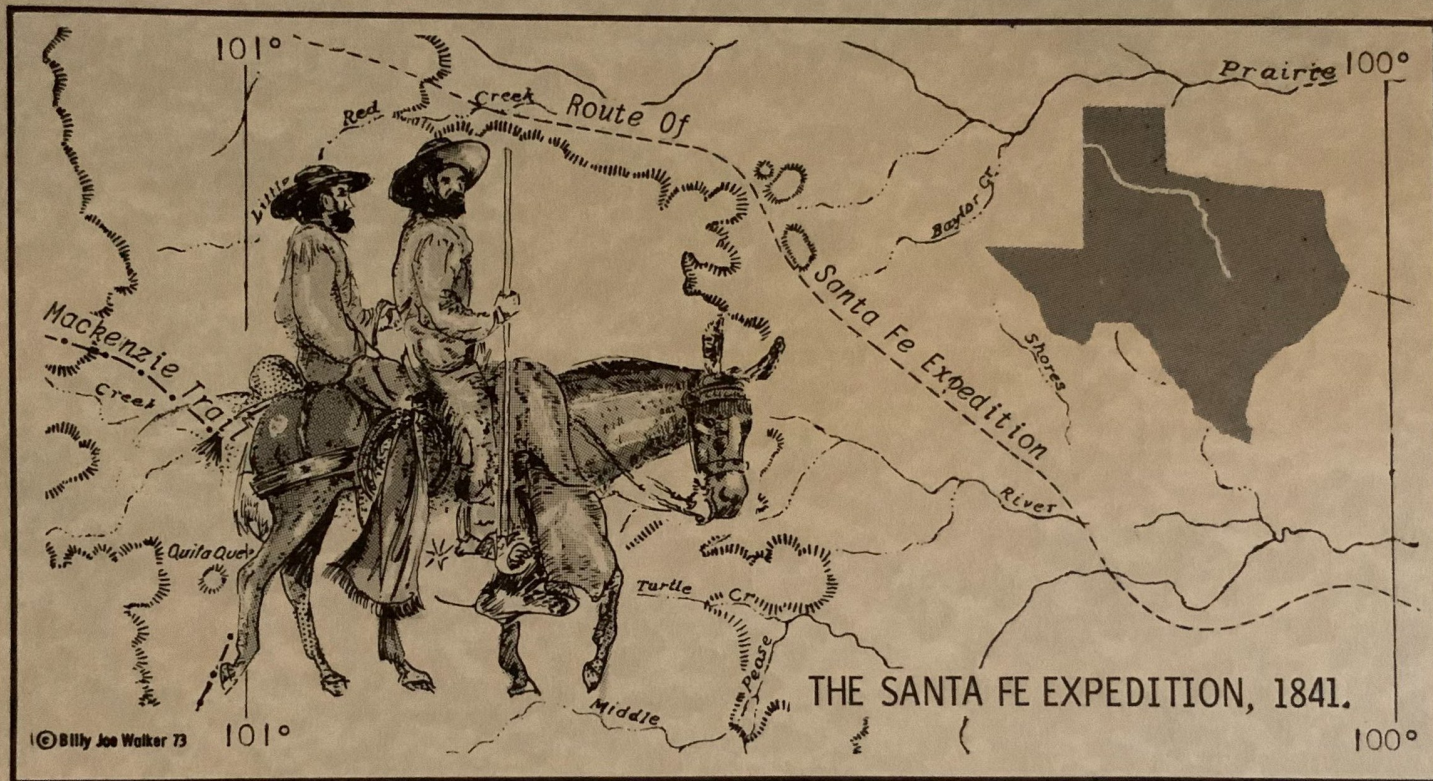 101°
100°
Prairie
Red
Creek
Route Of
Little
Baylor Cr.
Santa Fe Expedition
Mackenzie Trail
Creek
Shores
River
Quita Que
Turtle
Cr.
Pease
Middle
THE SANTA FE EXPEDITION, 1841.
©Billy Joe Walker 73
101°
100°